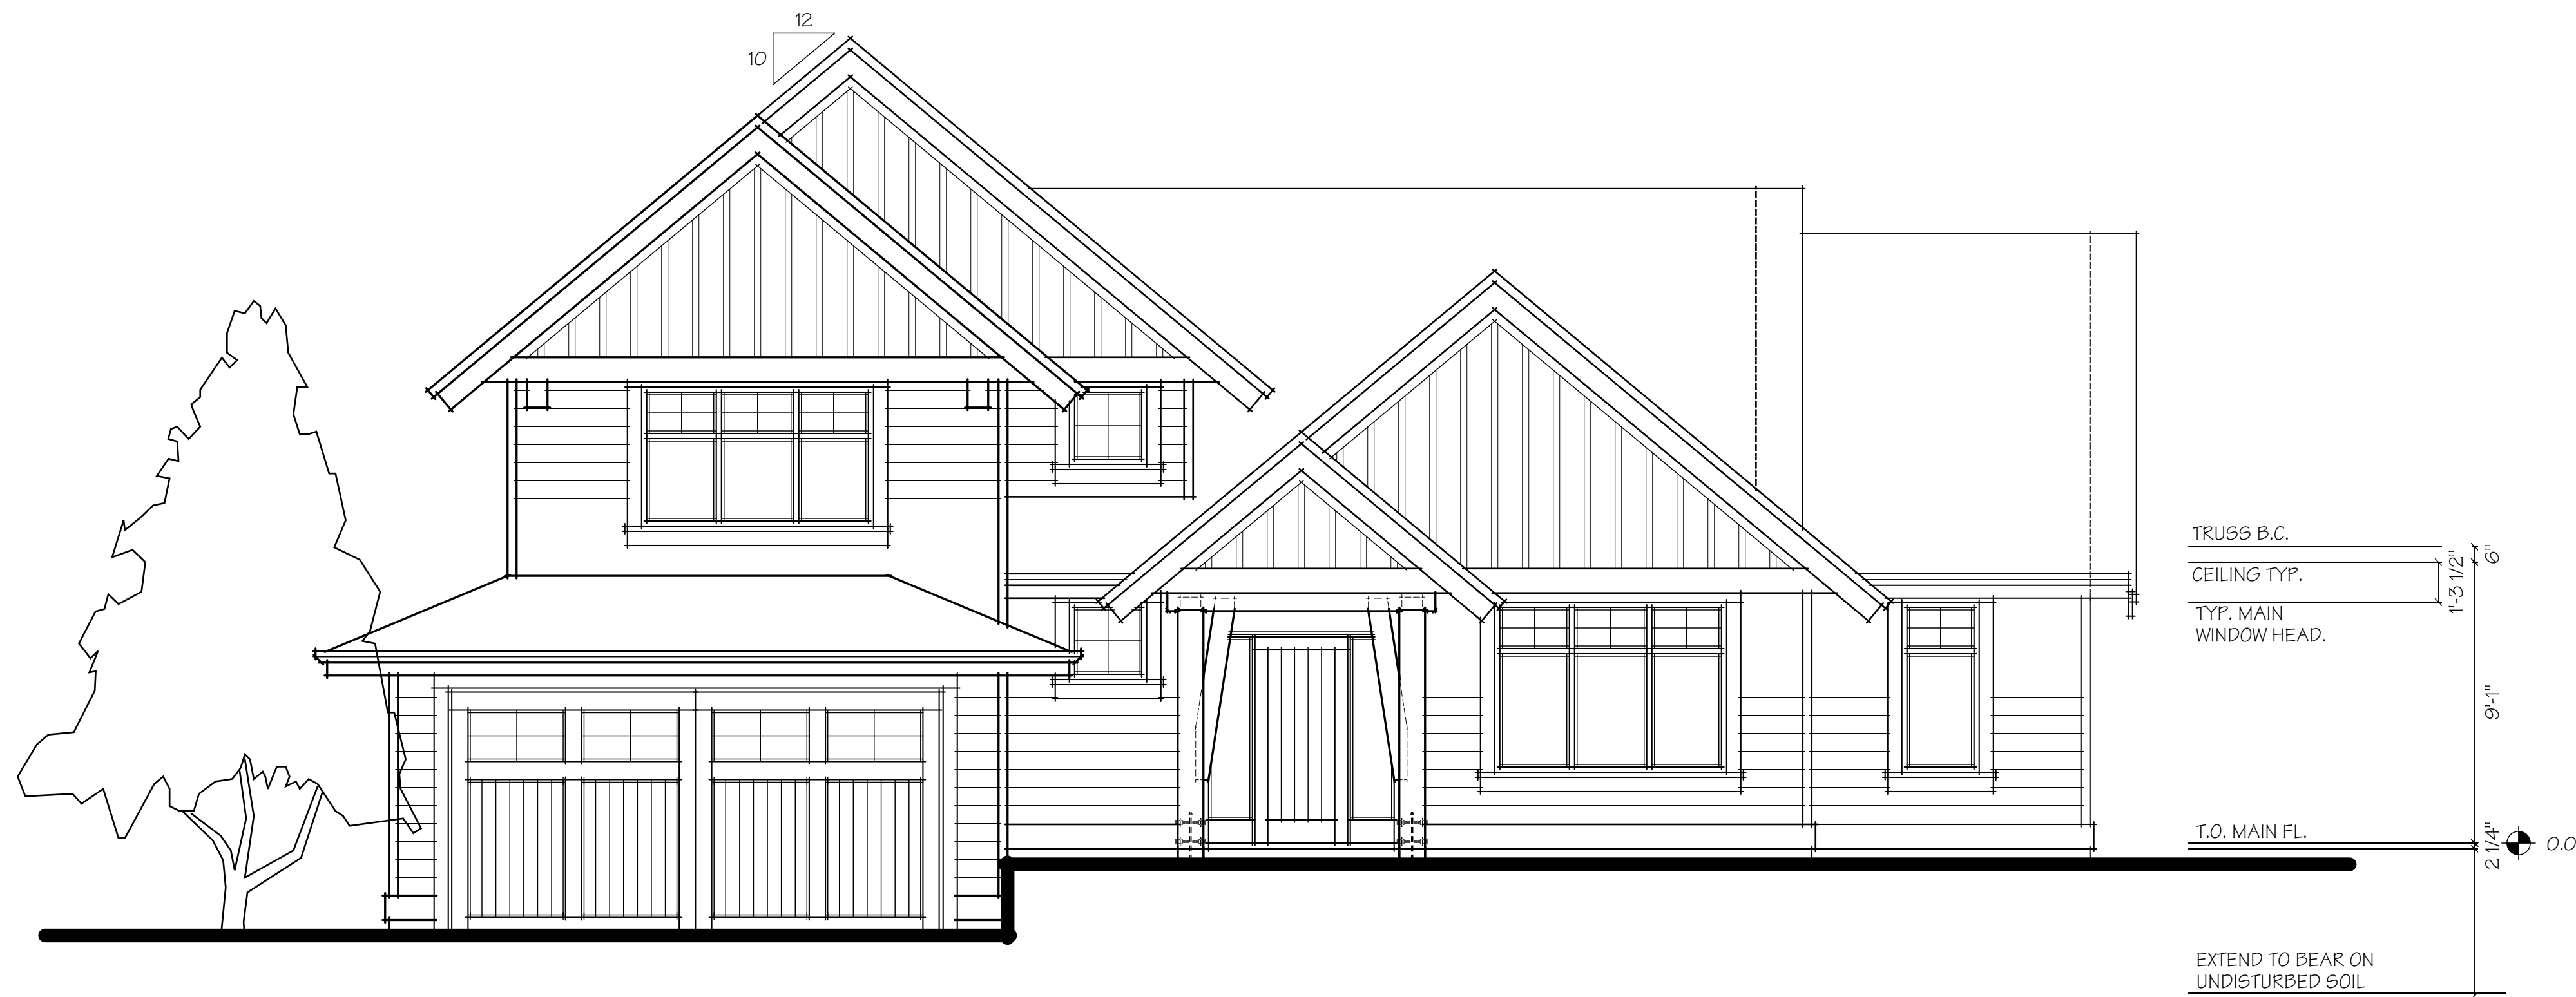 12
10
TRUSS B.C.
6"
1'-3 1/2"
CEILING TYP.
TYP. MAIN
WINDOW HEAD.
9'-1"
T.O. MAIN FL.
2 1/4"
0.0
EXTEND TO BEAR ON
UNDISTURBED SOIL